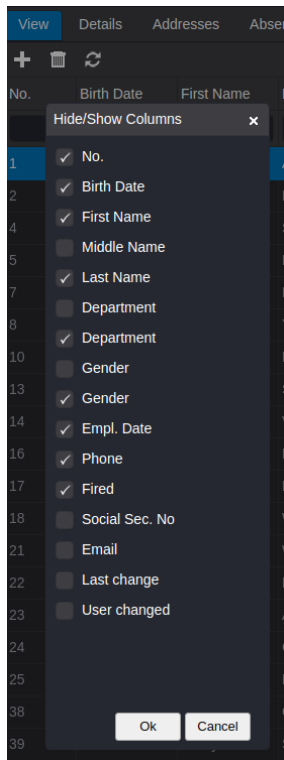 View Details Addresses
No. Birth Date First Name
Hide/Show Columns ×
1
2
4
5
7
8
10
13
14
16
17
18
21
22
23
24
25
38
39
No.
Birth Date
First Name
Middle Name
Last Name
Department
Department
Gender
Gender
Empl. Date
Phone
Fired
Social Sec. No
Email
Last change
User changed
Ok Cancel